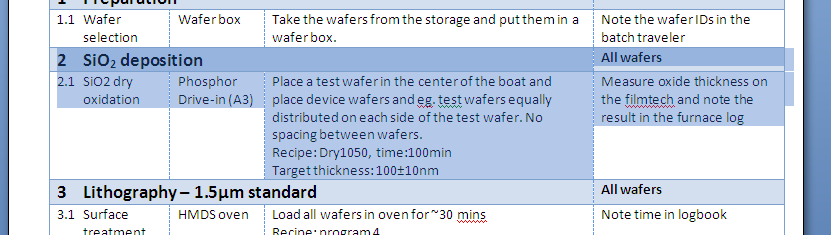 1 Preparation
1.1 Wafer selection
Wafer box
Take the wafers from the storage and put them in a wafer box.
Note the wafer IDs in the batch traveler
2 SiO₂ deposition
All wafers
2.1 SiO2 dry oxidation
Phosphor Drive-in (A3)
Place a test wafer in the center of the boat and
place device wafers and eg. test wafers equally
distributed on each side of the test wafer. No
spacing between wafers.
Recipe: Dry1050, time:100min
Target thickness: 100±10nm
Measure oxide thickness on
the filmtech and note the
result in the furnace log
3 Lithography – 1.5µm standard
All wafers
3.1 Surface treatment
HMDS oven
Load all wafers in oven for ~30 mins
Recipe: program 4
Note time in logbook